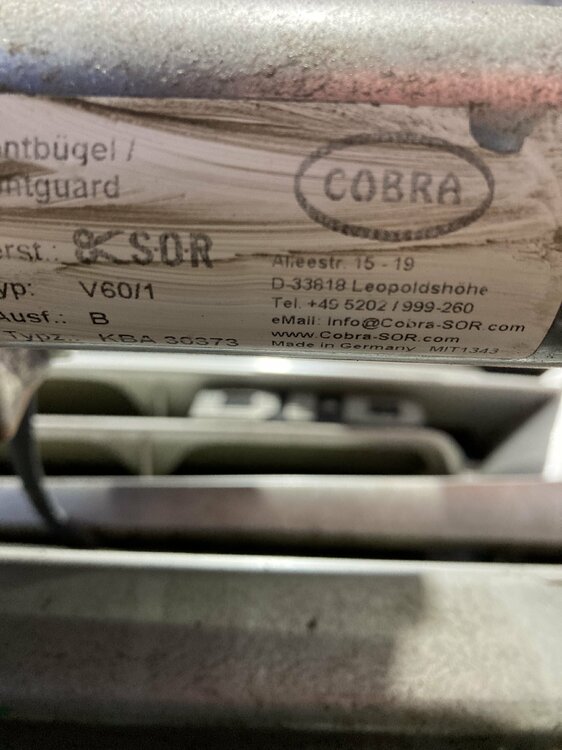 ntbügel /
ntguard
COBRA
erst.: SOR
yp: V60/1
Ausf.: B
Typz.: KBA 36373
Alleestr. 15 - 19
D-33818 Leopoldshöhe
Tel. +49 5202 / 999-260
eMail: Info@Cobra-SOR.com
www.Cobra-SOR.com
Made in Germany MIT1343